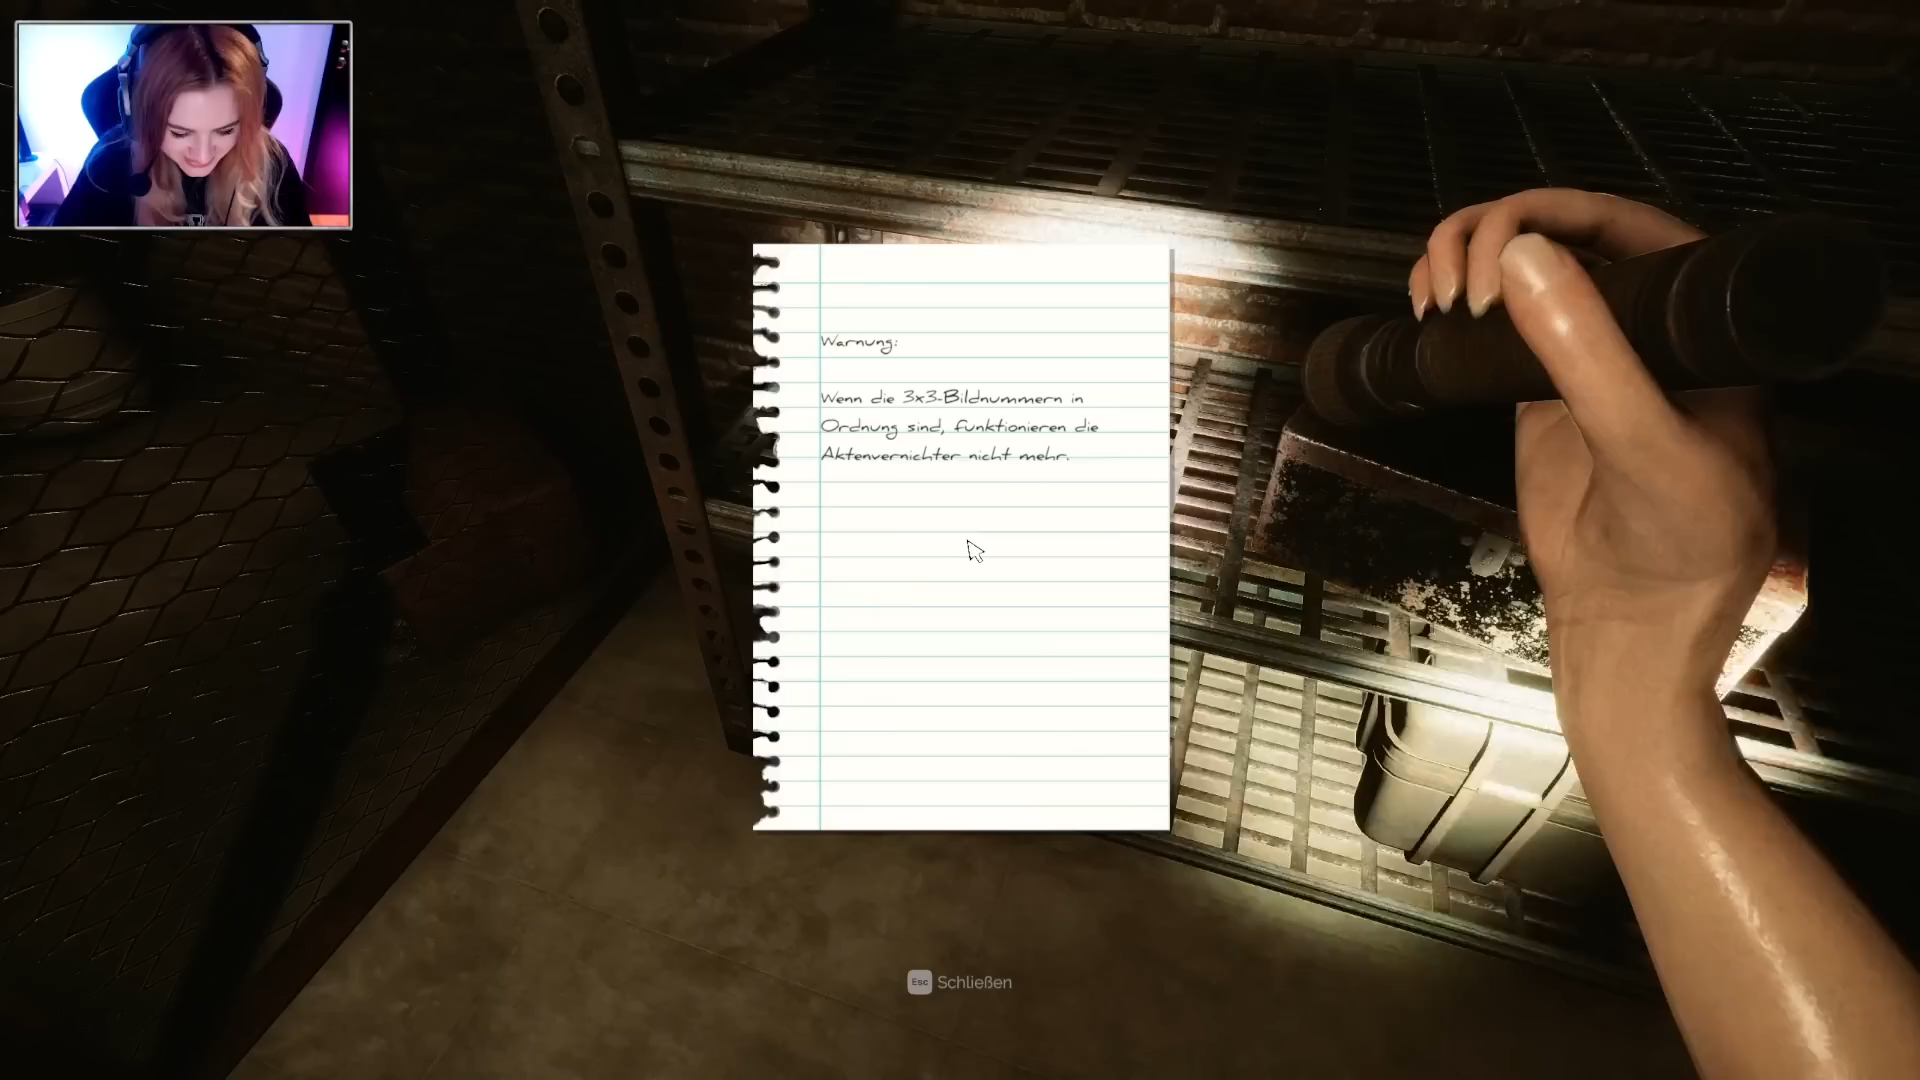 Warnung:
Wenn die 3x3-Bildnummern in
Ordnung sind, funktionieren die
Aktenvernichter nicht mehr.
Esc Schließen